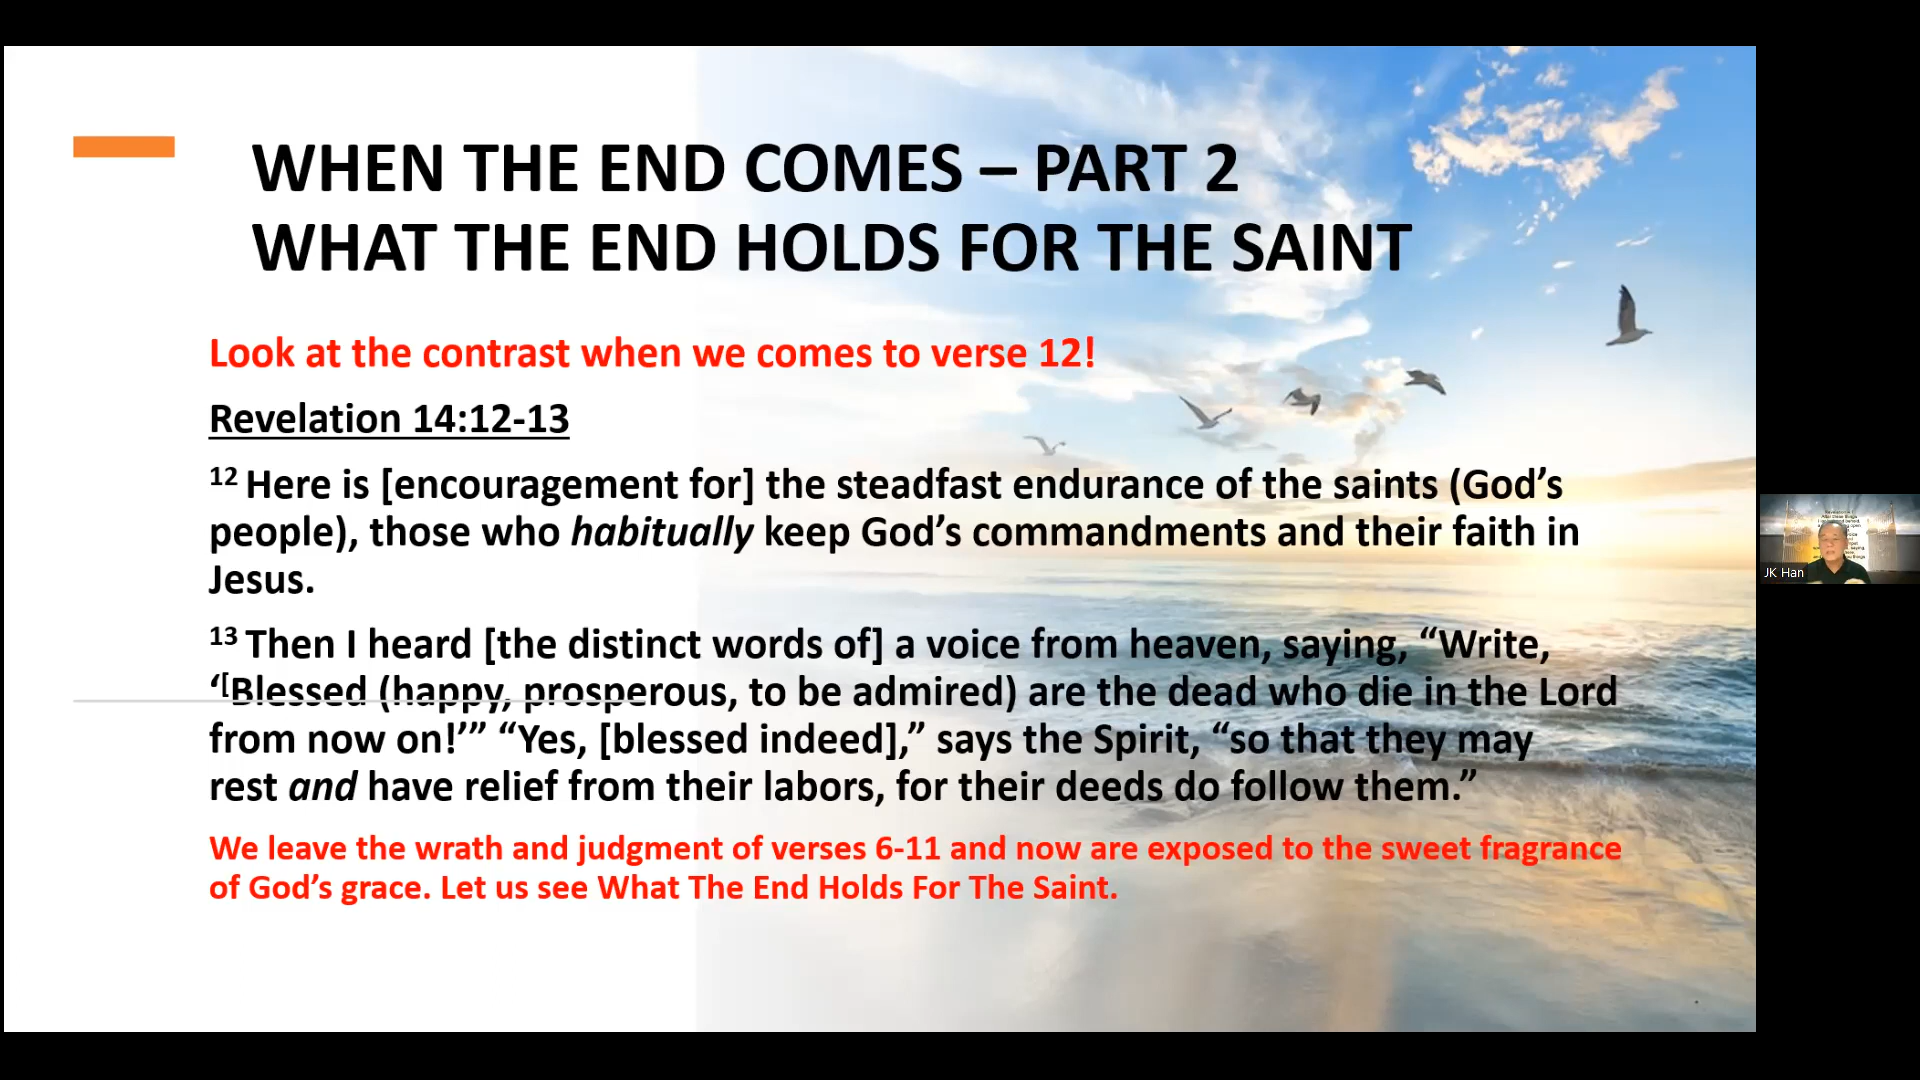 WHEN THE END COMES – PART 2
WHAT THE END HOLDS FOR THE SAINT
Look at the contrast when we comes to verse 12!
Revelation 14:12-13
12 Here is [encouragement for] the steadfast endurance of the saints (God’s
people), those who habitually keep God’s commandments and their faith in
Jesus.
13 Then I heard [the distinct words of] a voice from heaven, saying, “Write,
‘[Blessed (happy, prosperous, to be admired) are the dead who die in the Lord
from now on!’” “Yes, [blessed indeed],” says the Spirit, “so that they may
rest and have relief from their labors, for their deeds do follow them.”
We leave the wrath and judgment of verses 6-11 and now are exposed to the sweet fragrance
of God’s grace. Let us see What The End Holds For The Saint.
JK Han